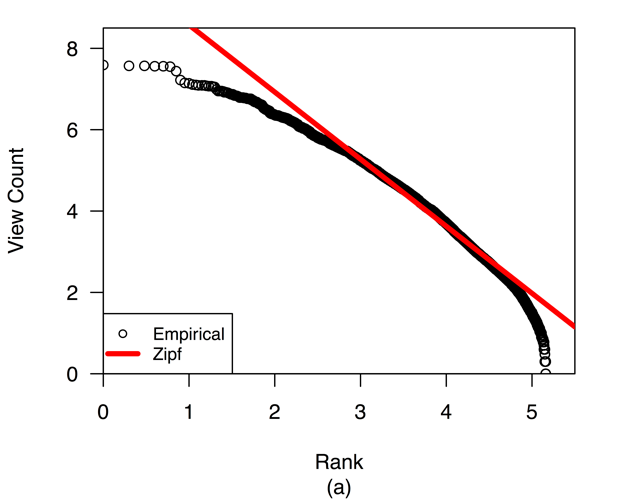 8
6
4
2
0
View Count
Empirical
Zipf
0 1 2 3 4 5
Rank
(a)